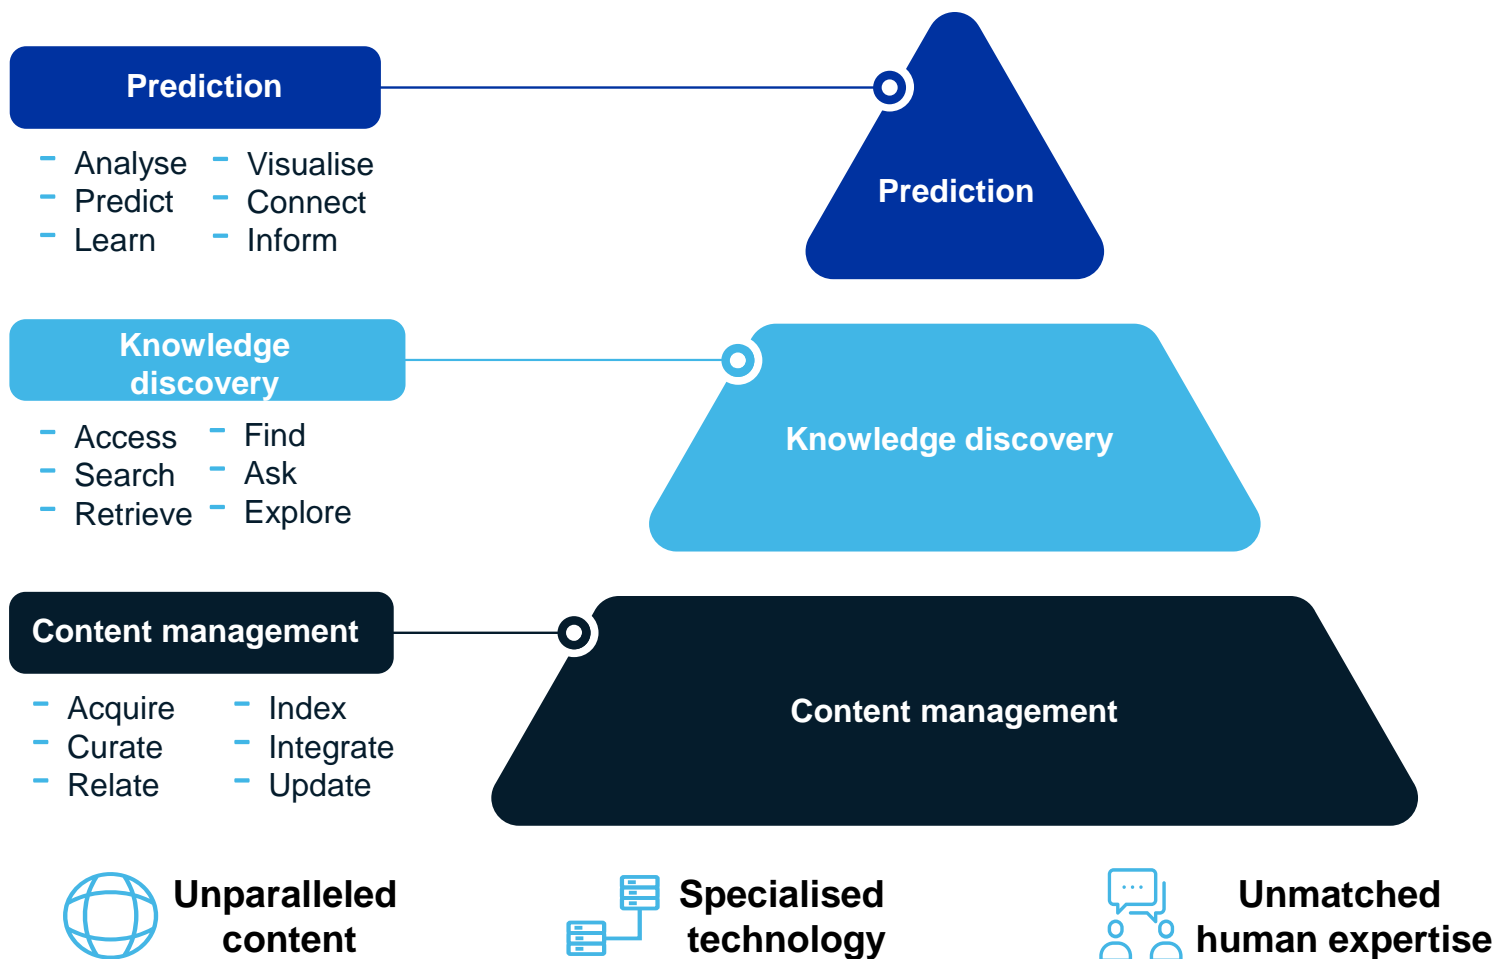 Prediction
Analyse
Predict
Learn
Visualise
Connect
Inform
Prediction
Knowledge
discovery
Access
Search
Retrieve
Find
Ask
Explore
Knowledge discovery
Content management
Acquire
Curate
Relate
Index
Integrate
Update
Content management
Unparalleled
content
Specialised
technology
Unmatched
human expertise